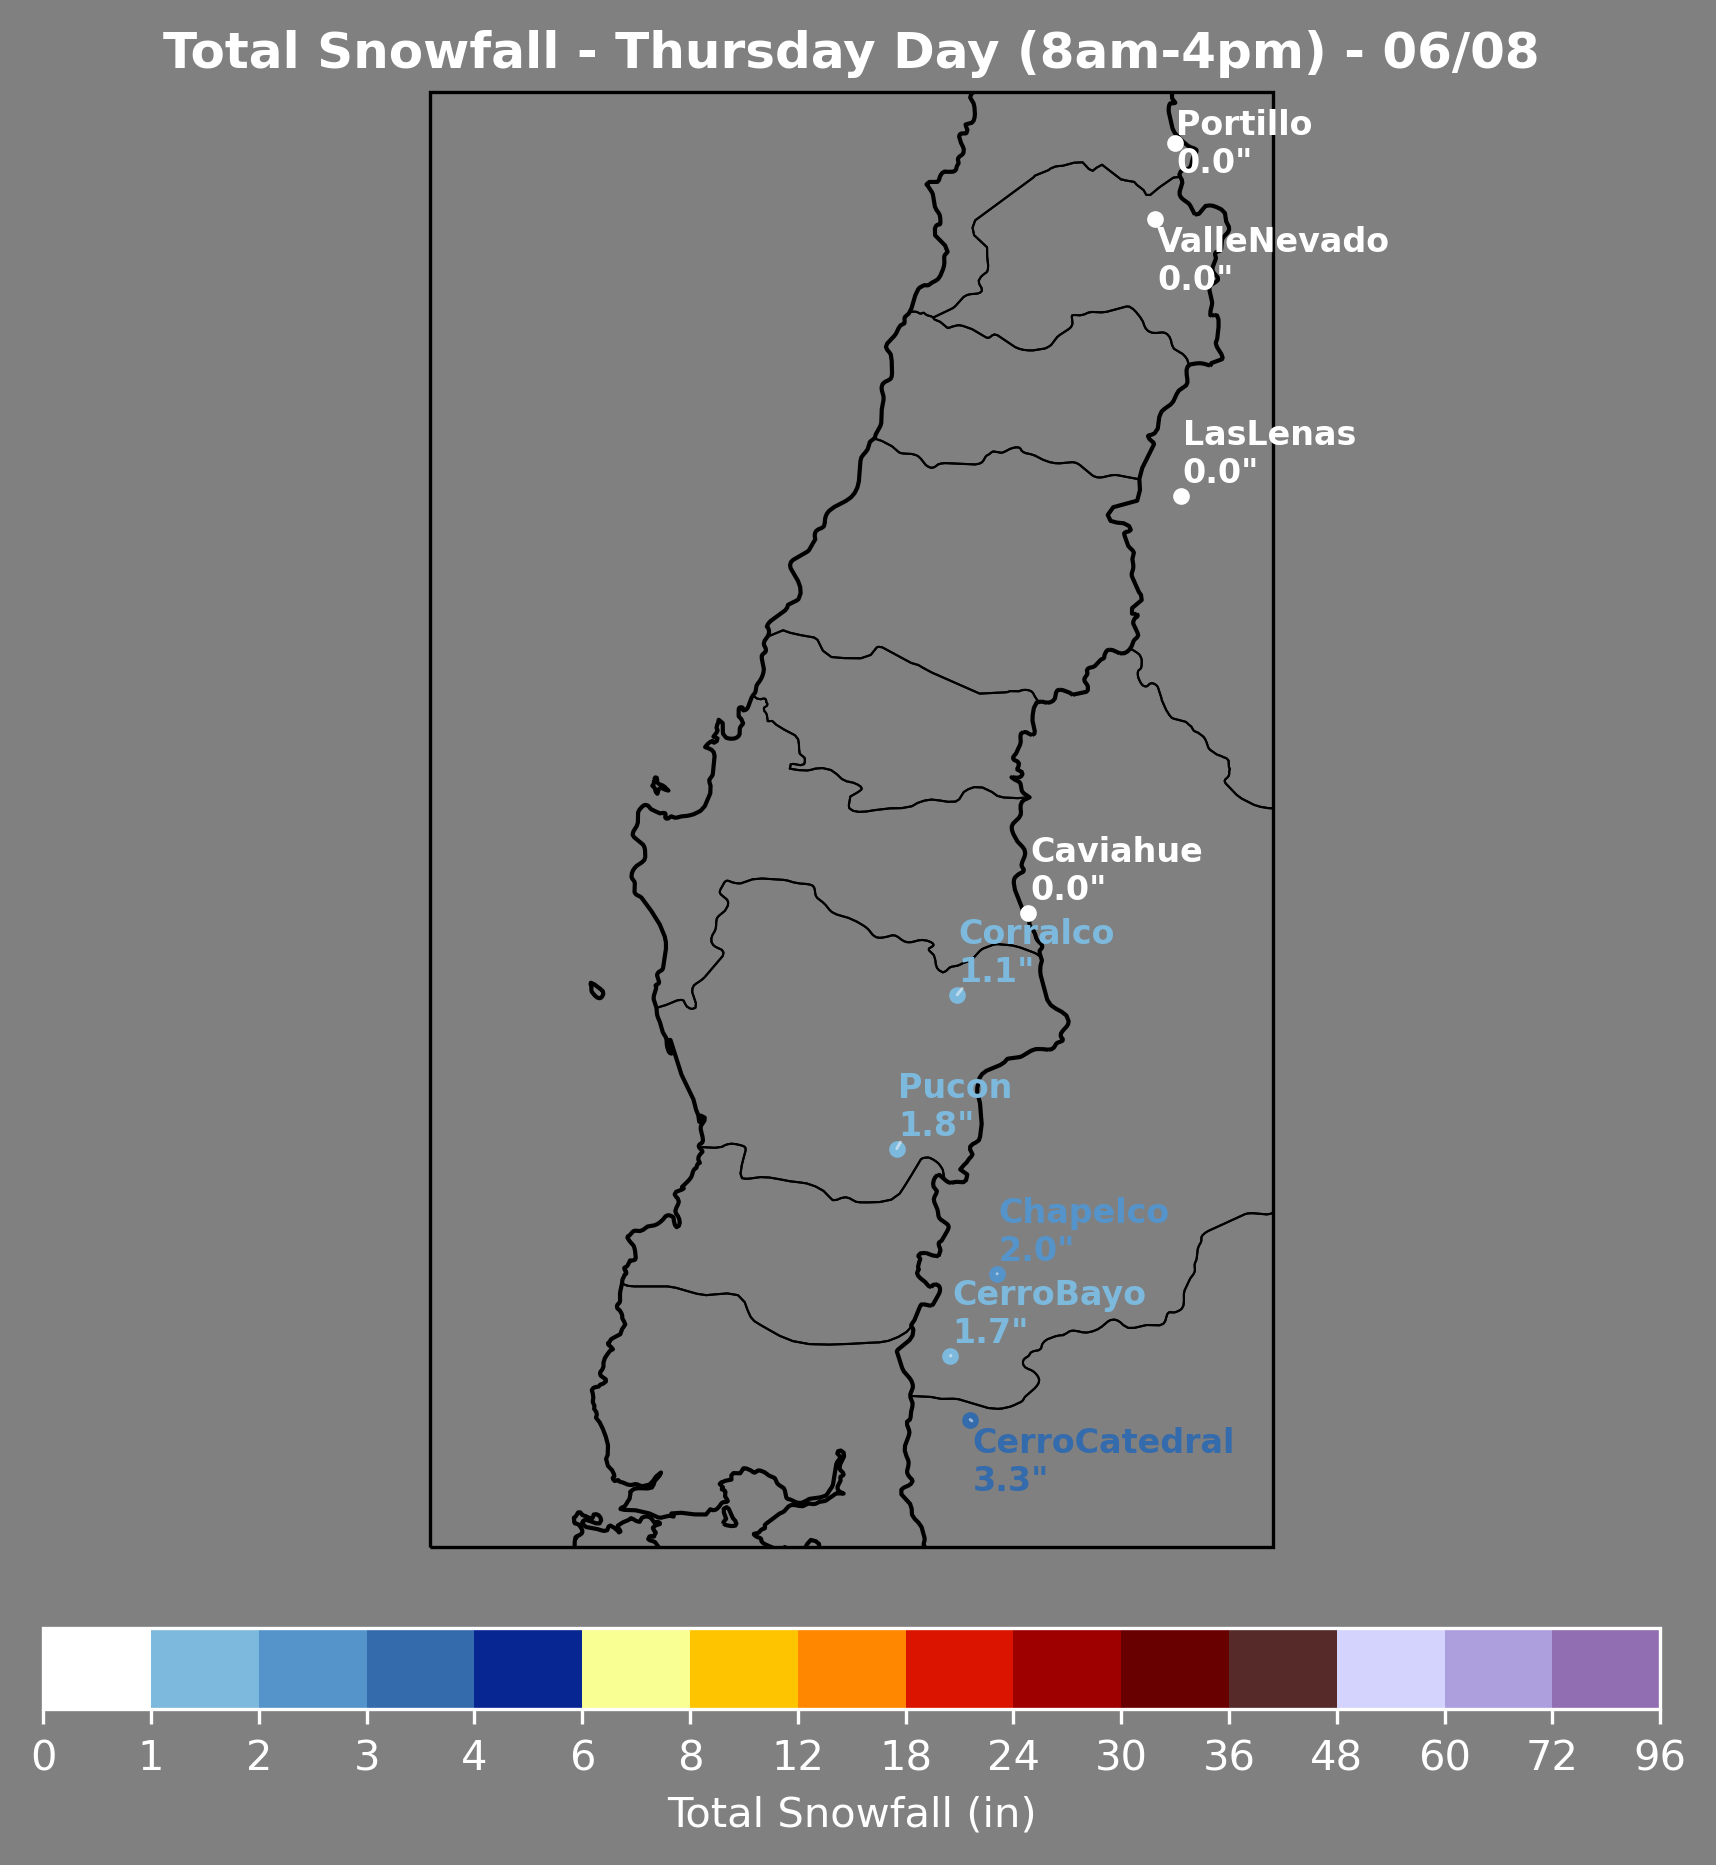 Total Snowfall - Thursday Day (8am-4pm) - 06/08
Portillo
0.0"
ValleNevado
0.0"
LasLenas
0.0"
Caviahue
0.0"
Corralco
1.1"
Pucon
1.8"
Chapelco
2.0"
CerroBayo
1.7"
CerroCatedral
3.3"
0 1 2 3 4 6 8 12 18 24 30 36 48 60 72 96
Total Snowfall (in)